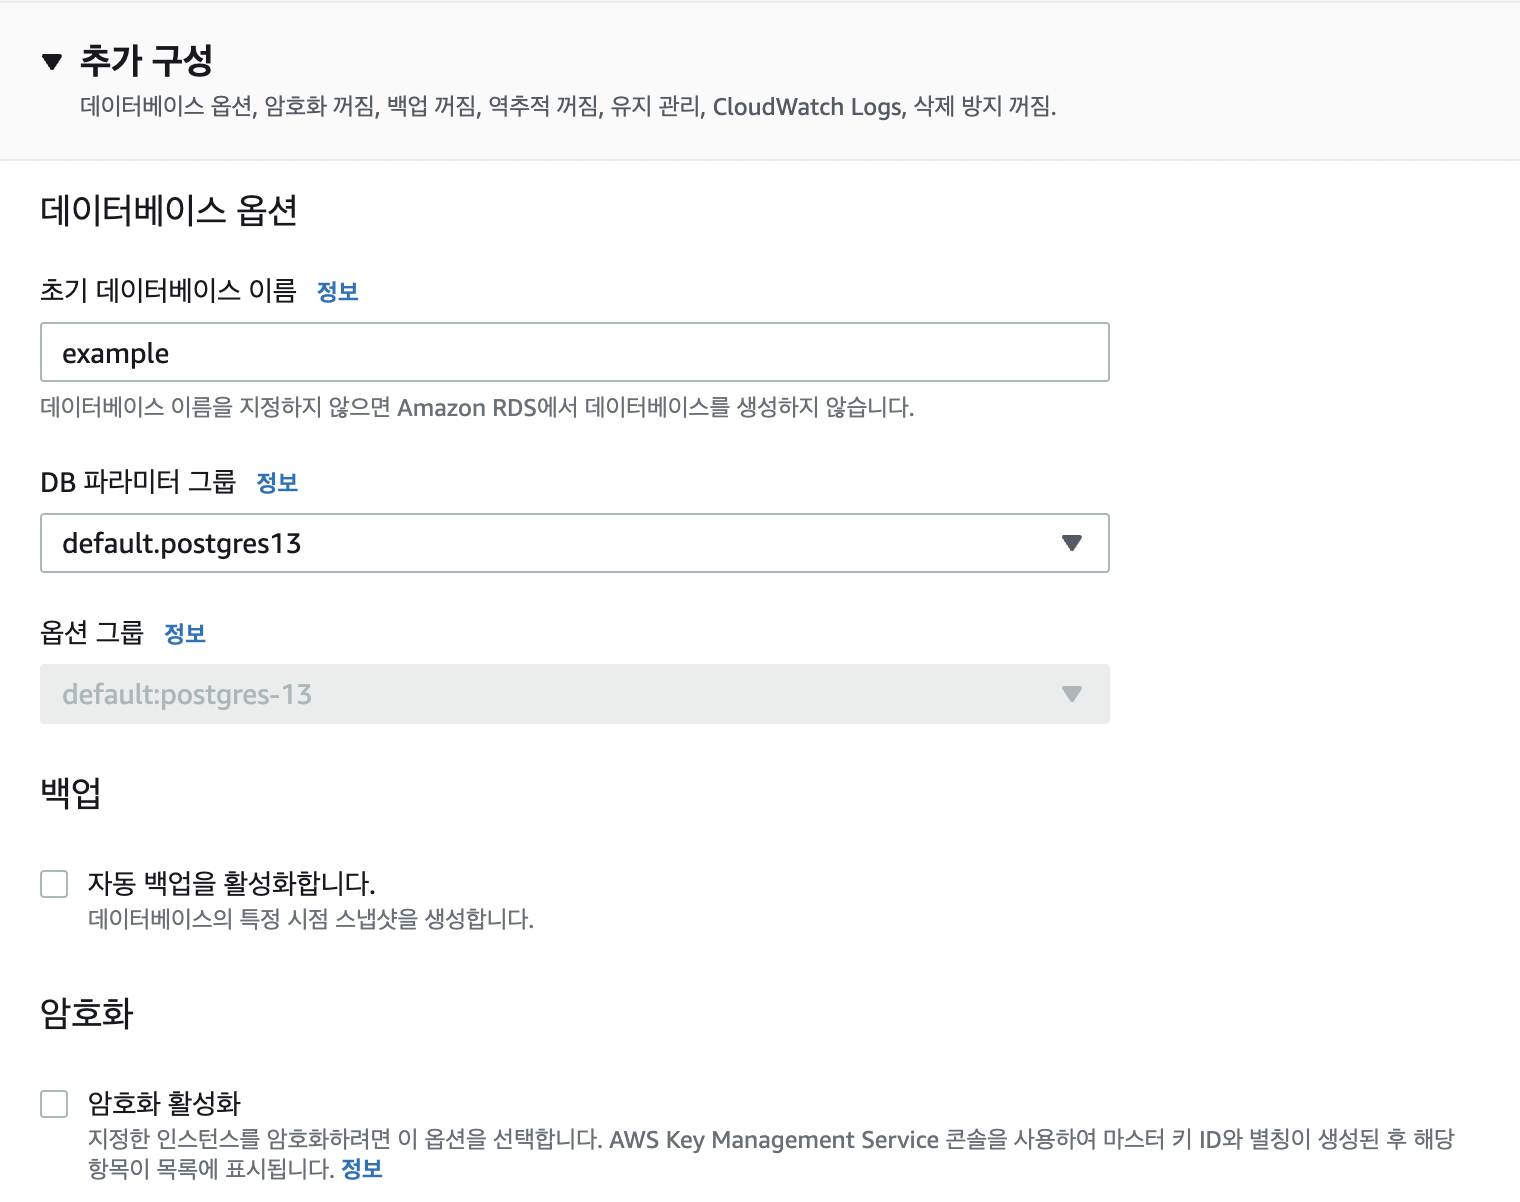 추가 구성
데이터베이스 옵션, 암호화 꺼짐, 백업 꺼짐, 역추적 꺼짐, 유지 관리, CloudWatch Logs, 삭제 방지 꺼짐.
데이터베이스 옵션
초기 데이터베이스 이름 정보
example
데이터베이스 이름을 지정하지 않으면 Amazon RDS에서 데이터베이스를 생성하지 않습니다.
DB 파라미터 그룹 정보
default.postgres13
옵션 그룹 정보
default:postgres-13
백업
자동 백업을 활성화합니다.
데이터베이스의 특정 시점 스냅샷을 생성합니다.
암호화
암호화 활성화
지정한 인스턴스를 암호화하려면 이 옵션을 선택합니다. AWS Key Management Service 콘솔을 사용하여 마스터 키 ID와 별칭이 생성된 후 해당
항목이 목록에 표시됩니다. 정보